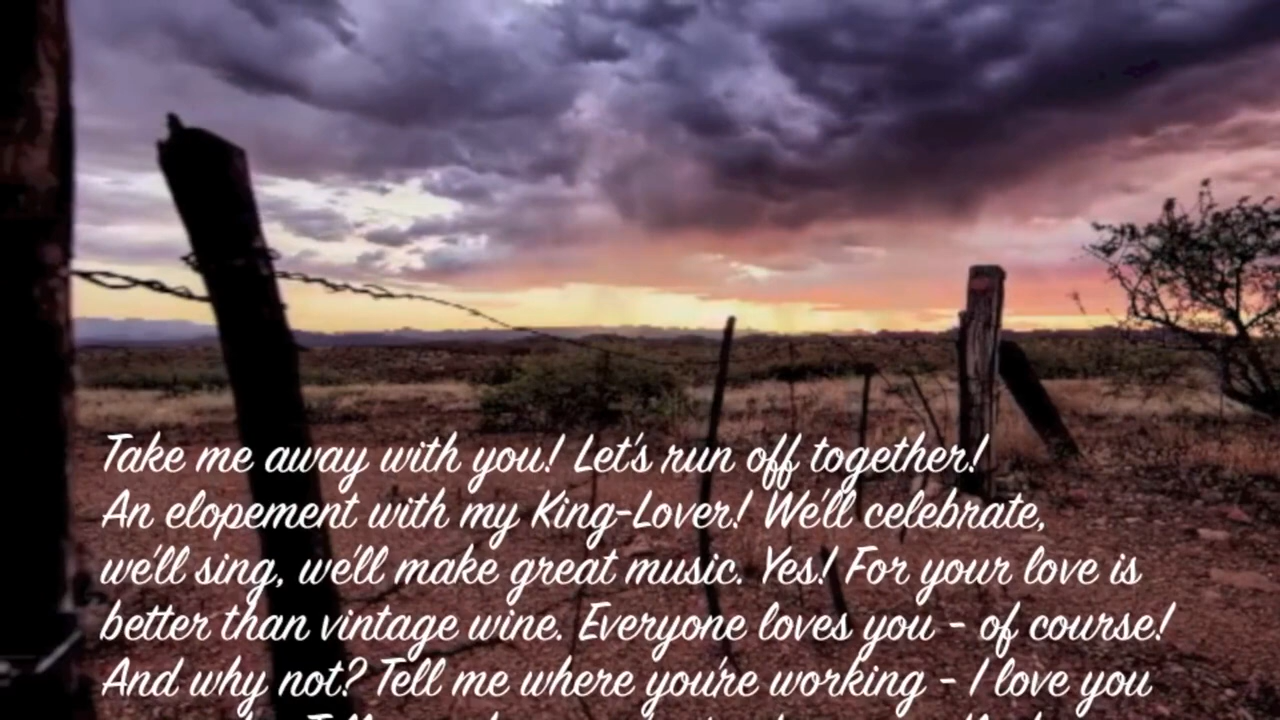 Take me away with you! Let's run off together!
An elopement with my King-Lover! We'll celebrate,
we'll sing, we'll make great music. Yes! For your love is
better than vintage wine. Everyone loves you - of course!
And why not? Tell me where you're working - I love you